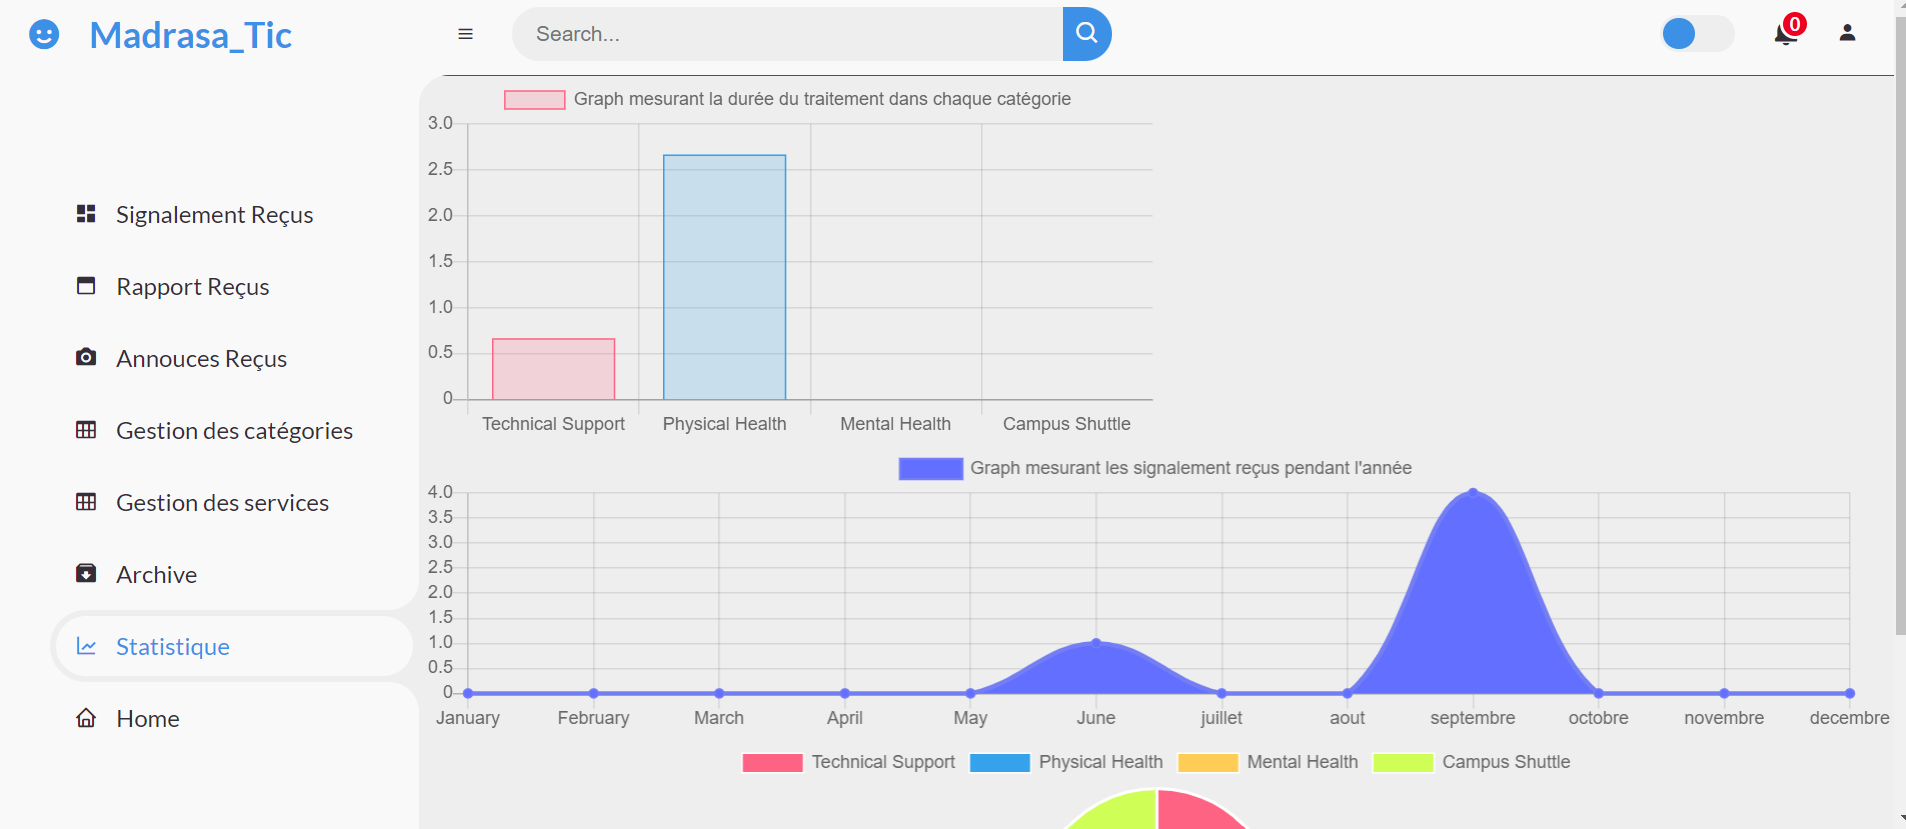 Madrasa_Tic
Search...
0
Signalement Reçus
Rapport Reçus
Annouces Reçus
Gestion des catégories
Gestion des services
Archive
Statistique
Home
Graph mesurant la durée du traitement dans chaque catégorie
3.0
2.5
2.0
1.5
1.0
0.5
0
Technical Support Physical Health Mental Health Campus Shuttle
Graph mesurant les signalement reçus pendant l'année
4.0
3.5
3.0
2.5
2.0
1.5
1.0
0.5
0
January February March April May June juillet aout septembre octobre novembre decembre
Technical Support Physical Health Mental Health Campus Shuttle